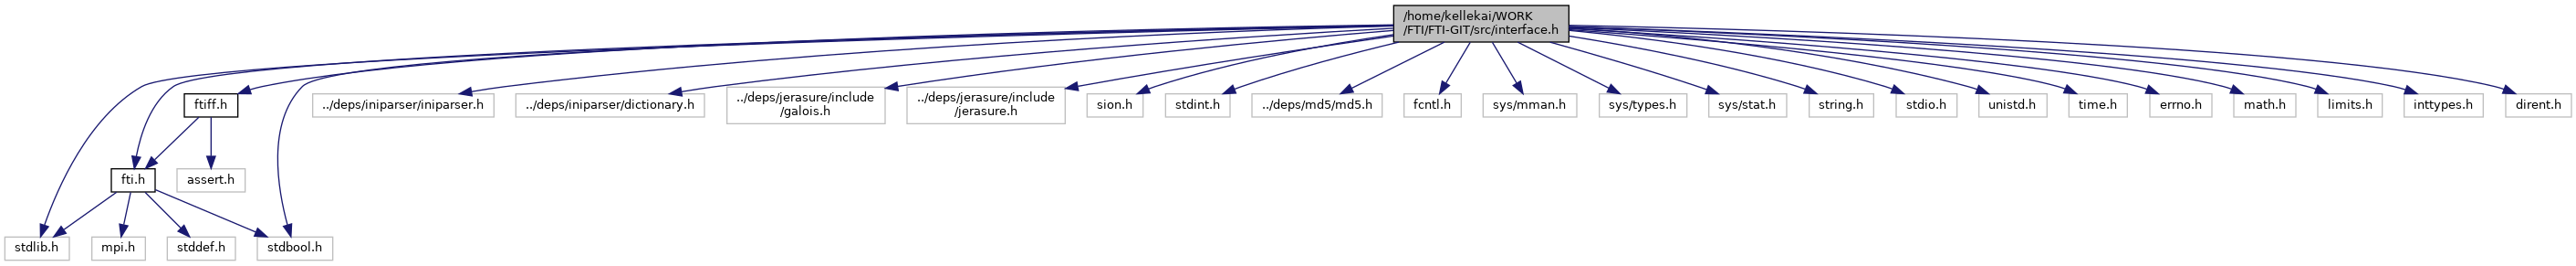 /home/kellekai/WORK
/FTI/FTI-GIT/src/interface.h
ftiff.h
../deps/iniparser/iniparser.h
../deps/iniparser/dictionary.h
../deps/jerasure/include
/galois.h
../deps/jerasure/include
/jerasure.h
sion.h
stdint.h
../deps/md5/md5.h
fcntl.h
sys/mman.h
sys/types.h
sys/stat.h
string.h
stdio.h
unistd.h
time.h
errno.h
math.h
limits.h
inttypes.h
dirent.h
fti.h
assert.h
stdlib.h
mpi.h
stddef.h
stdbool.h